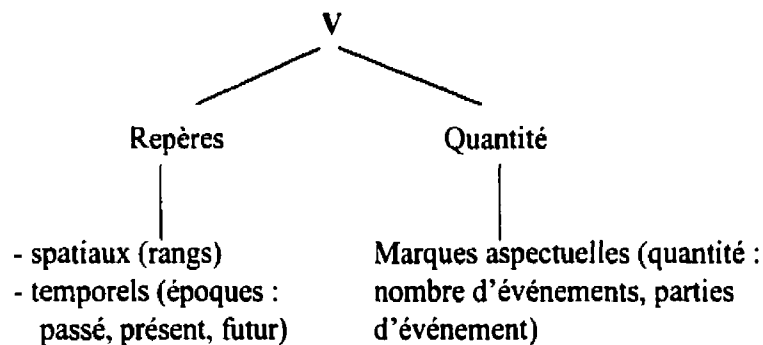 V
Repères
Quantité
- spatiaux (rangs)
- temporels (époques :
passé, présent, futur)
Marques aspectuelles (quantité :
nombre d'événements, parties
d'événement)